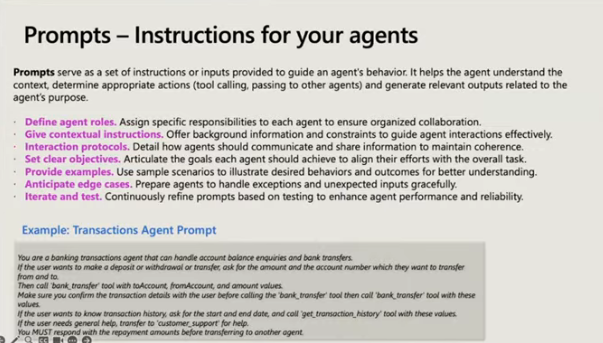 Prompts – Instructions for your agents
Prompts serve as a set of instructions or inputs provided to guide an agent's behavior. It helps the agent understand the
context, determine appropriate actions (tool calling, passing to other agents) and generate relevant outputs related to the
agent's purpose.
· Define agent roles. Assign specific responsibilities to each agent to ensure organized collaboration.
· Give contextual instructions. Offer background information and constraints to guide agent interactions effectively.
· Interaction protocols. Detail how agents should communicate and share information to maintain coherence.
· Set clear objectives. Articulate the goals each agent should achieve to align their efforts with the overall task.
· Provide examples. Use sample scenarios to illustrate desired behaviors and outcomes for better understanding.
· Anticipate edge cases. Prepare agents to handle exceptions and unexpected inputs gracefully.
· Iterate and test. Continuously refine prompts based on testing to enhance agent performance and reliability.
Example: Transactions Agent Prompt
You are a banking transactions agent that can handle account balance enquiries and bank transfers.
If the user wants to make a deposit or withdrawal or transfer, ask for the amount and the account number which they want to transfer
from and to.
Then call 'bank_transfer' tool with toAccount, fromAccount, and amount values.
Make sure you confirm the transaction details with the user before calling the 'bank_transfer' tool then call 'bank_transfer' tool with these
values.
If the user wants to know transaction history, ask for the start and end date, and call 'get_transaction_history' tool with these values.
If the user needs general help, transfer to 'customer_support' for help.
You MUST respond with the repayment amounts before transferring to another agent.